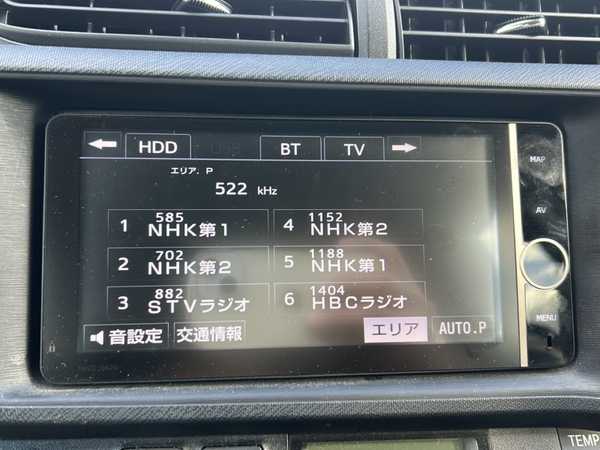 HDD
BT
TV
MAP
エリア. P
522 kHz
AV
1 585 NHK第1
4 1152 NHK第2
2 702 NHK第2
5 1188 NHK第1
3 882 STVラジオ
6 1404 HBCラジオ
MENU
音設定
交通情報
エリア
AUTO.P
TEMP